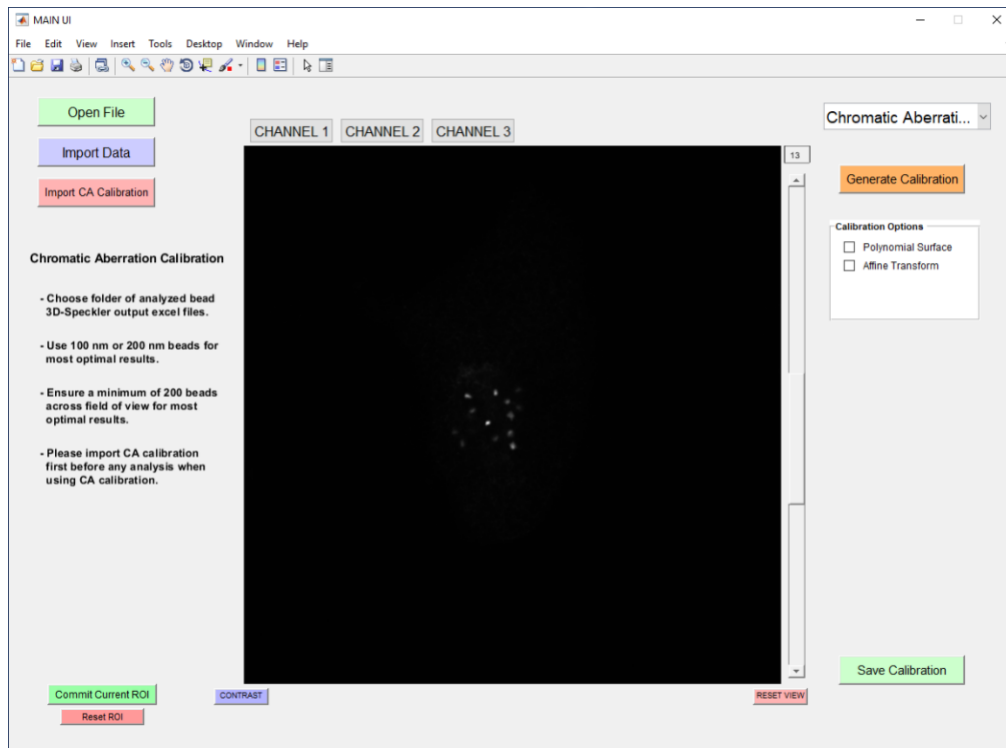 MAIN UI
File Edit View Insert Tools Desktop Window Help
Open File
Import Data
Import CA Calibration
Chromatic Aberration Calibration
- Choose folder of analyzed bead
3D-Speckler output excel files.
- Use 100 nm or 200 nm beads for
most optimal results.
- Ensure a minimum of 200 beads
across field of view for most
optimal results.
- Please import CA calibration
first before any analysis when
using CA calibration.
Commit Current ROI
Reset ROI
CHANNEL 1 CHANNEL 2 CHANNEL 3
13
CONTRAST
RESET VIEW
Chromatic Aberrati...
Generate Calibration
Calibration Options
Polynomial Surface
Affine Transform
Save Calibration